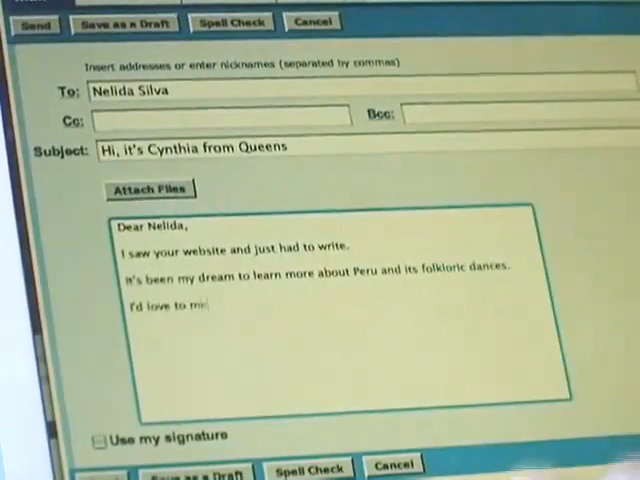 Send Save as a Draft Spell Check Cancel
Insert addresses or enter nicknames (separated by commas)
To: Nelida Silva
Cc: Bcc:
Subject: Hi, it's Cynthia from Queens
Attach Files
Dear Nelida,
I saw your website and just had to write.
It's been my dream to learn more about Peru and its folkloric dances.
I'd love to me
Use my signature
Save as a Draft Spell Check Cancel